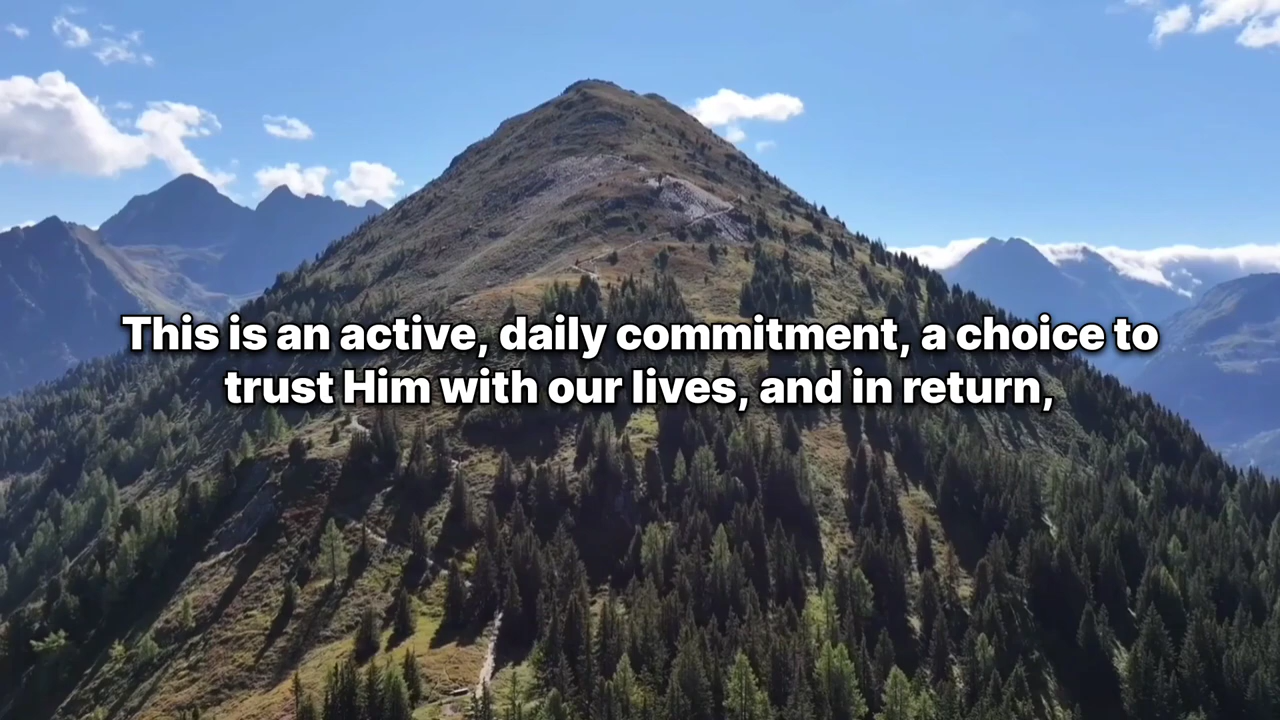 This is an active, daily commitment, a choice to
trust Him with our lives, and in return,